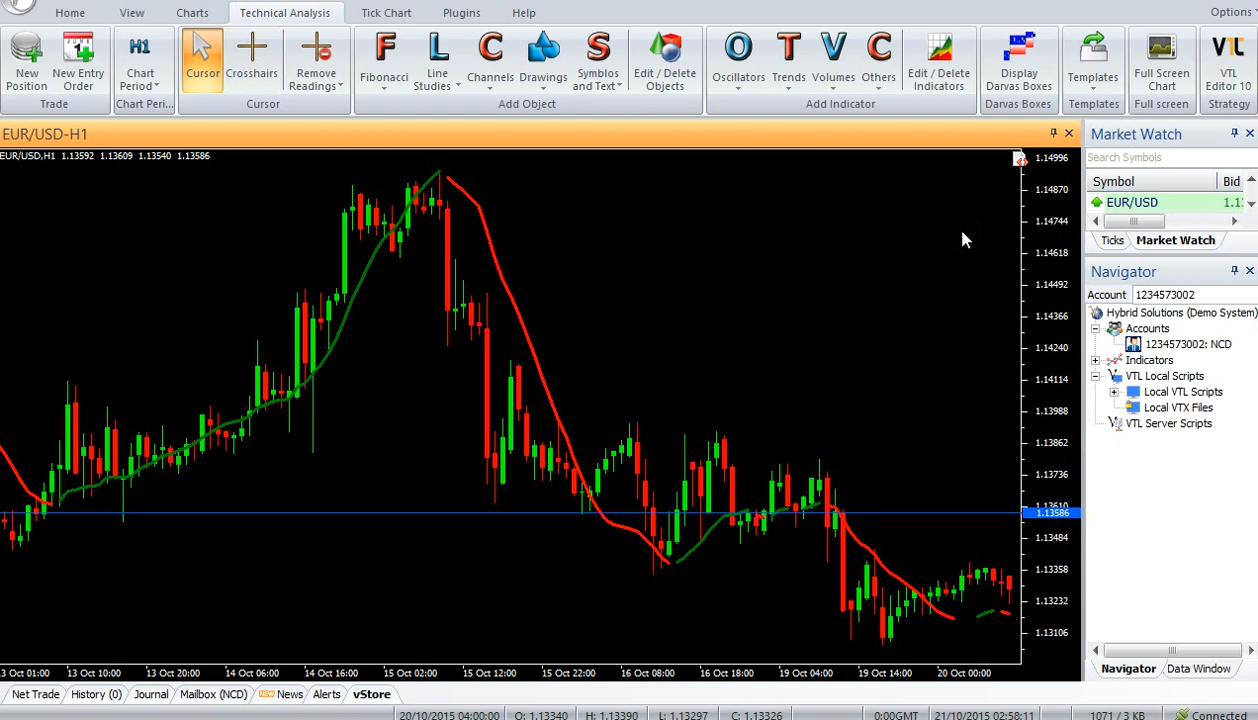 Home View Charts Technical Analysis Tick Chart Plugins Help Options
F L C S O T V C VTL
New Position New Entry Order H1 Chart Period Cursor Crosshairs Remove Readings Fibonacci Line Studies Channels Drawings Symblos and Text Edit / Delete Objects Oscillators Trends Volumes Others Edit / Delete Indicators Display Darvas Boxes Templates Full Screen Chart VTL Editor 10
Trade Chart Peri... Cursor Add Object Add Indicator Darvas Boxes Templates Full screen Strategy
EUR/USD-H1
EUR/USD,H1 1.13592 1.13609 1.13540 1.13586
1.14996
1.14870
1.14744
1.14618
1.14492
1.14366
1.14240
1.14114
1.13988
1.13862
1.13736
1.13610
1.13586
1.13484
1.13358
1.13232
1.13106
3 Oct 01:00 13 Oct 10:00 13 Oct 20:00 14 Oct 06:00 14 Oct 16:00 15 Oct 02:00 15 Oct 12:00 15 Oct 22:00 16 Oct 08:00 16 Oct 18:00 19 Oct 04:00 19 Oct 14:00 20 Oct 00:00
Market Watch
Search Symbols
Symbol Bid
EUR/USD 1.1
Ticks Market Watch
Navigator
Account 1234573002
Hybrid Solutions (Demo System)
Accounts
1234573002: NCD
Indicators
VTL Local Scripts
Local VTL Scripts
Local VTX Files
VTL Server Scripts
Navigator Data Window
Net Trade History (0) Journal Mailbox (NCD) NEW News Alerts vStore
20/10/2015 04:00:00 O: 1.13340 H: 1.13390 L: 1.13297 C: 1.13326 0:00GMT 21/10/2015 02:58:11 1071 / 3 KB Connected